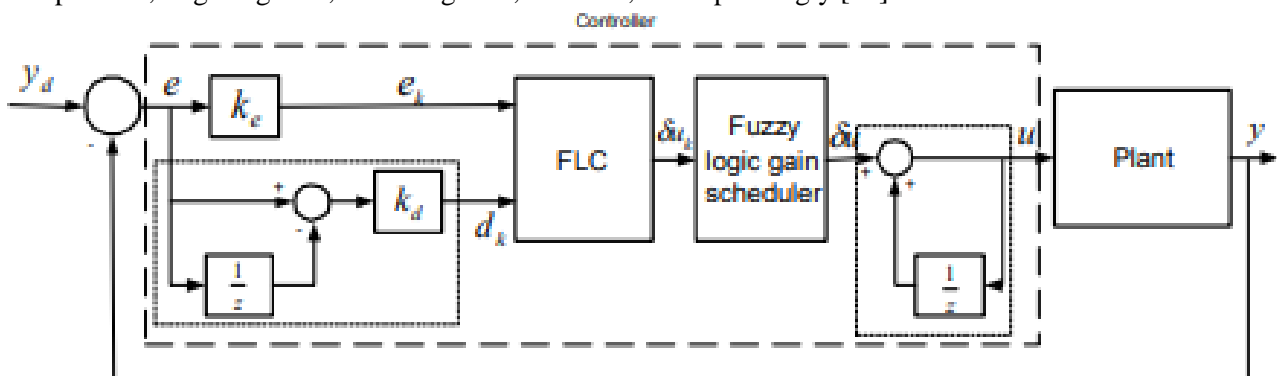 Controller
y_d
-
e
k_e
e_k
+
-
k_d
d_k
1
z
FLC
δu_k
Fuzzy
logic gain
scheduler
δu
+
+
u
1
z
Plant
y